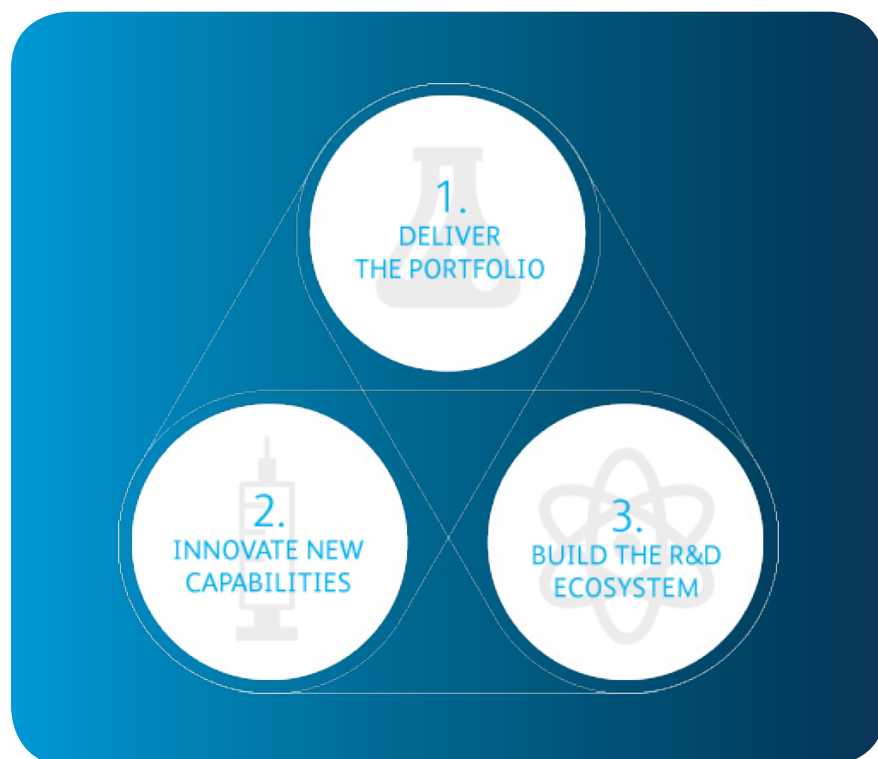 1.
DELIVER
THE PORTFOLIO
2.
INNOVATE NEW
CAPABILITIES
3.
BUILD THE R&D
ECOSYSTEM